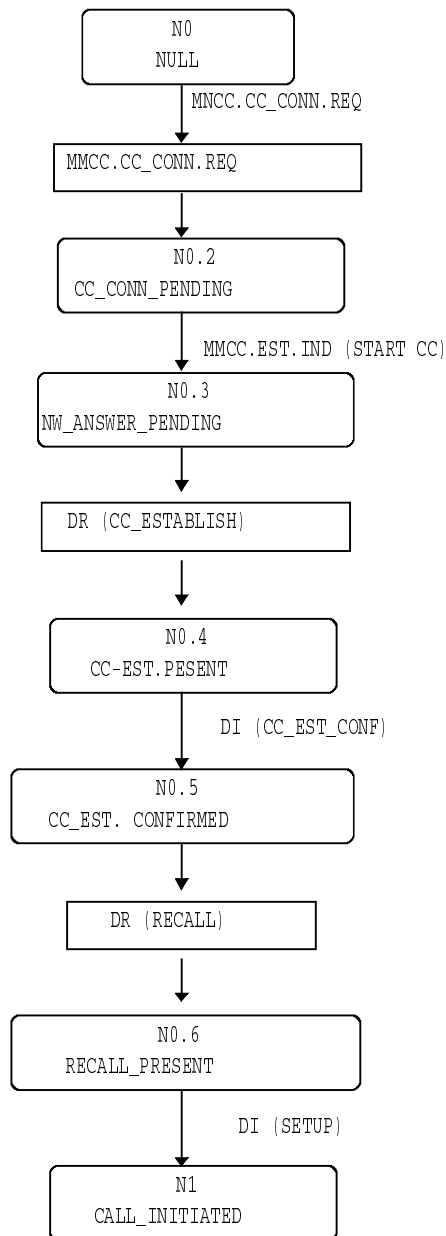 N0
NULL
MNCC.CC_CONN.REQ
MMCC.CC_CONN.REQ
N0.2
CC_CONN_PENDING
MMCC.EST.IND (START CC)
N0.3
NW_ANSWER_PENDING
DR (CC_ESTABLISH)
N0.4
CC-EST.PESENT
DI (CC_EST_CONF)
N0.5
CC_EST. CONFIRMED
DR (RECALL)
N0.6
RECALL_PRESENT
DI (SETUP)
N1
CALL_INITIATED